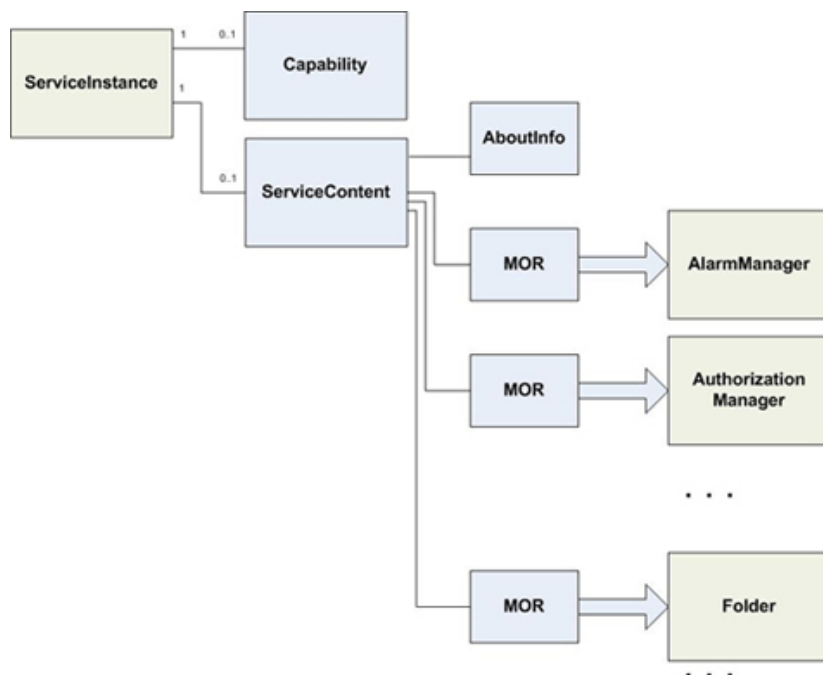 1
0..1
Capability
ServiceInstance
1
AboutInfo
0..1
ServiceContent
MOR
AlarmManager
MOR
Authorization
Manager
. . .
MOR
Folder
. . .